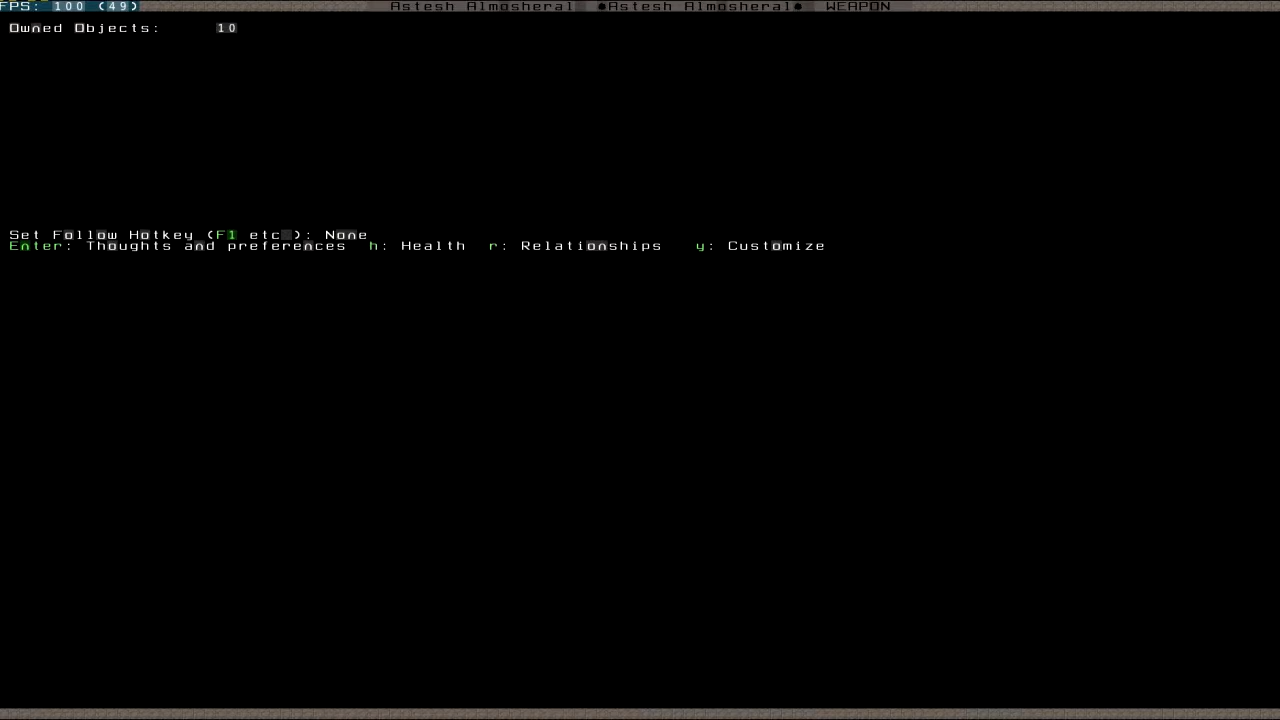 FPS: 100 (49) Astesh Almosheral ●Astesh Almosheral● WEAPON
Owned Objects: 10
Set Follow Hotkey (F1 etc.): None
Enter: Thoughts and preferences h: Health r: Relationships y: Customize